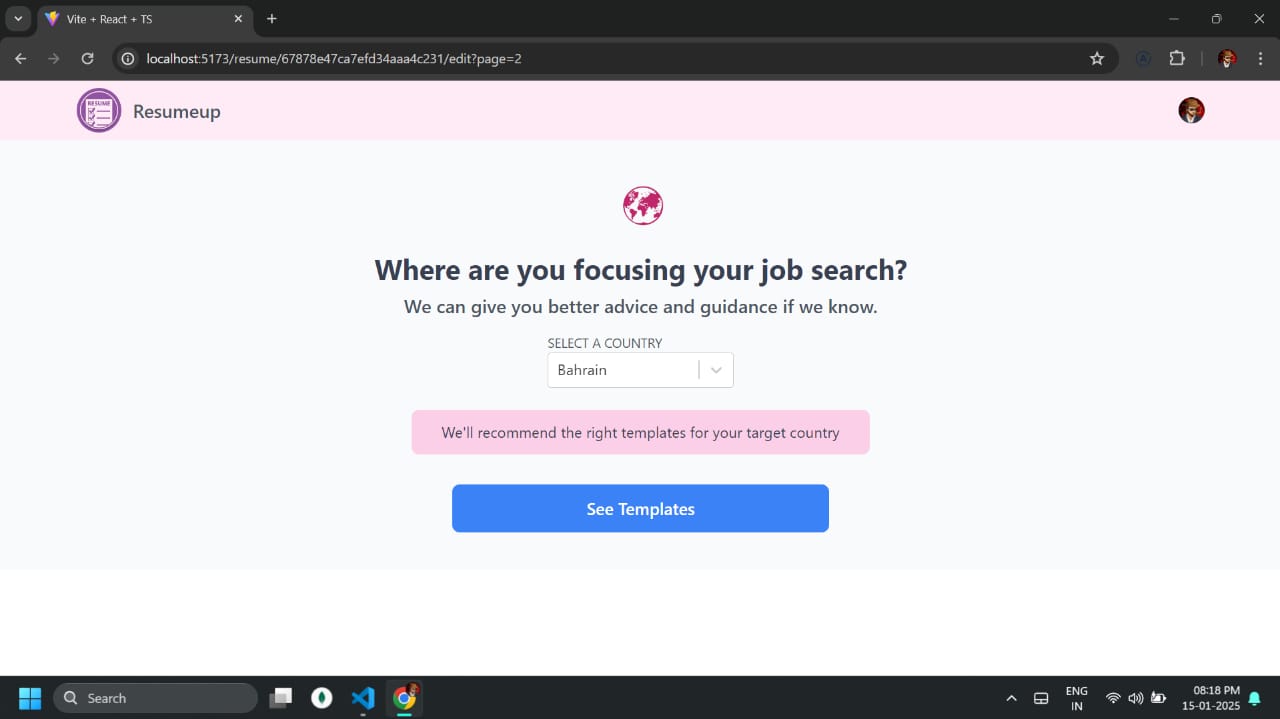 Vite + React + TS
localhost:5173/resume/67878e47ca7efd34aaa4c231/edit?page=2
RESUME
Resumeup
Where are you focusing your job search?
We can give you better advice and guidance if we know.
SELECT A COUNTRY
Bahrain
We'll recommend the right templates for your target country
See Templates
Search
ENG
IN
08:18 PM
15-01-2025